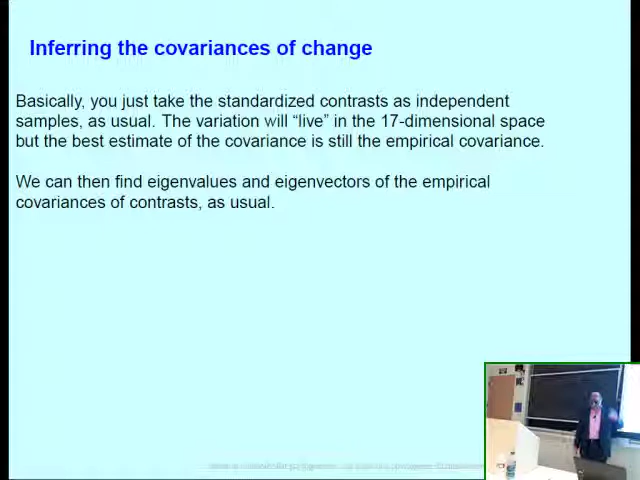 Inferring the covariances of change
Basically, you just take the standardized contrasts as independent
samples, as usual. The variation will “live” in the 17-dimensional space
but the best estimate of the covariance is still the empirical covariance.
We can then find eigenvalues and eigenvectors of the empirical
covariances of contrasts, as usual.